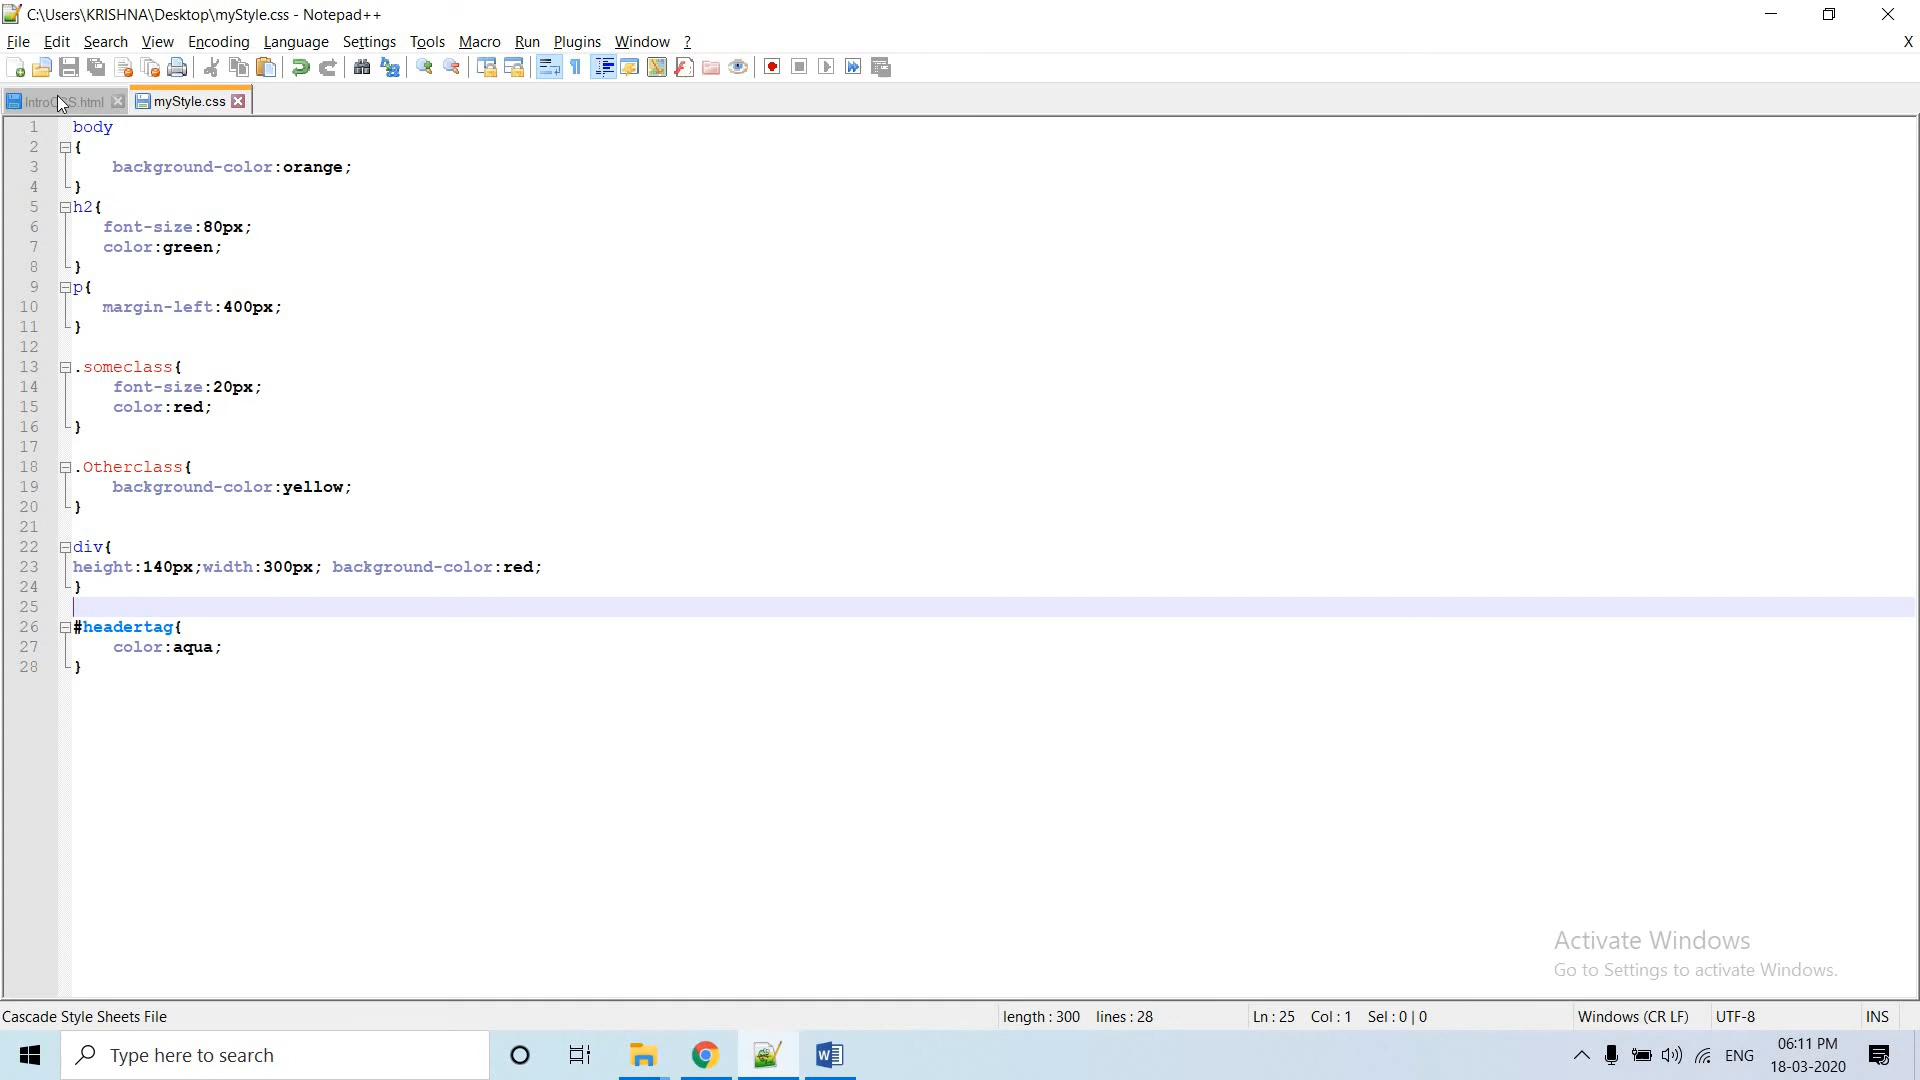 C:\Users\KRISHNA\Desktop\myStyle.css - Notepad++
File Edit Search View Encoding Language Settings Tools Macro Run Plugins Window ? X
myStyle.css
1 body
2 {
3 background-color:orange;
4 }
5 h2{
6 font-size:80px;
7 color:green;
8 }
9 p{
10 margin-left:400px;
11 }
12
13 .someclass{
14 font-size:20px;
15 color:red;
16 }
17
18 .Otherclass{
19 background-color:yellow;
20 }
21
22 div{
23 height:140px;width:300px; background-color:red;
24 }
25
26 #headertag{
27 color:aqua;
28 }
Activate Windows
Go to Settings to activate Windows.
Cascade Style Sheets File length : 300 lines : 28 Ln : 25 Col : 1 Sel : 0 | 0 Windows (CR LF) UTF-8 INS
Type here to search
ENG
06:11 PM
18-03-2020